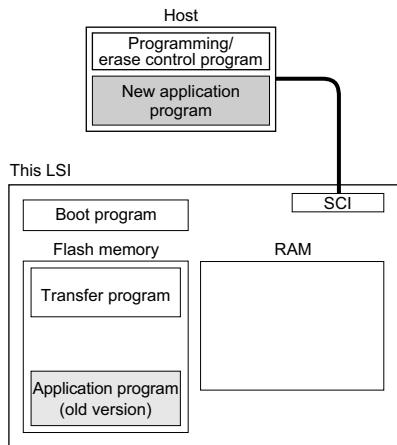 Host
Programming/
erase control program
New application
program
This LSI
SCI
Boot program
Flash memory
RAM
Transfer program
Application program
(old version)